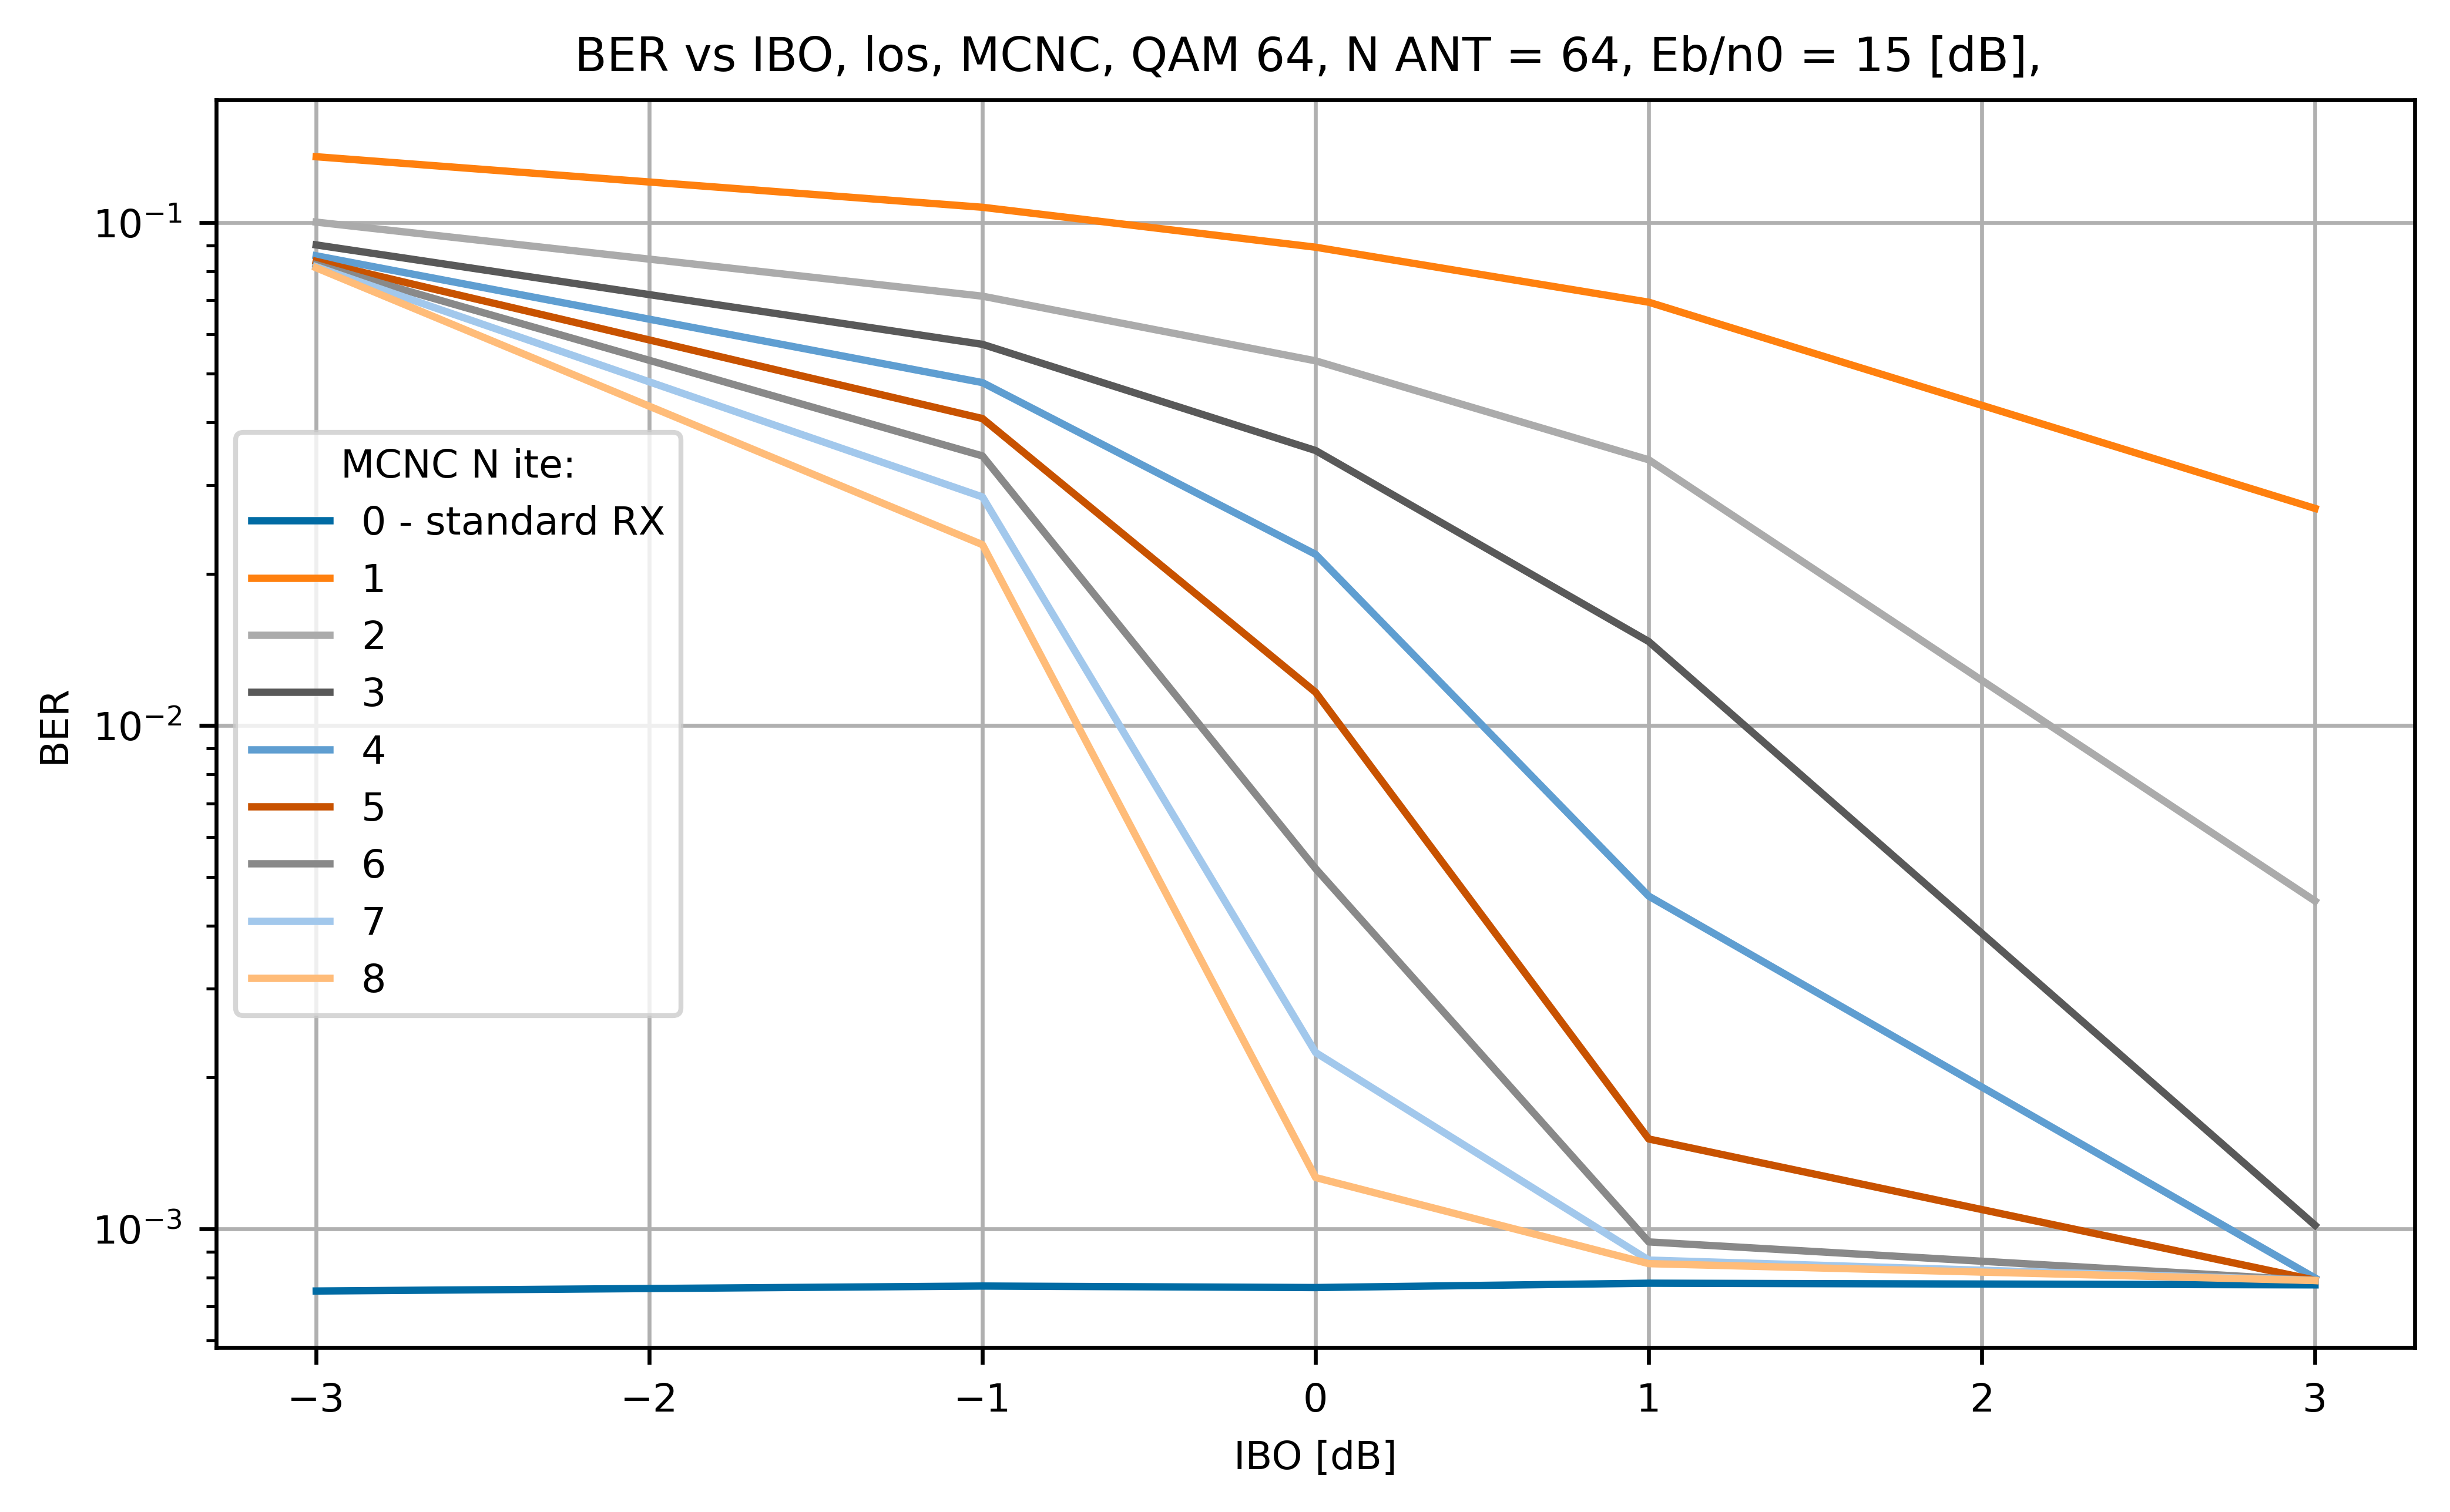 BER vs IBO, los, MCNC, QAM 64, N ANT = 64, Eb/n0 = 15 [dB],
10⁻¹
10⁻²
10⁻³
BER
MCNC N ite:
0 - standard RX
1
2
3
4
5
6
7
8
−3 −2 −1 0 1 2 3
IBO [dB]